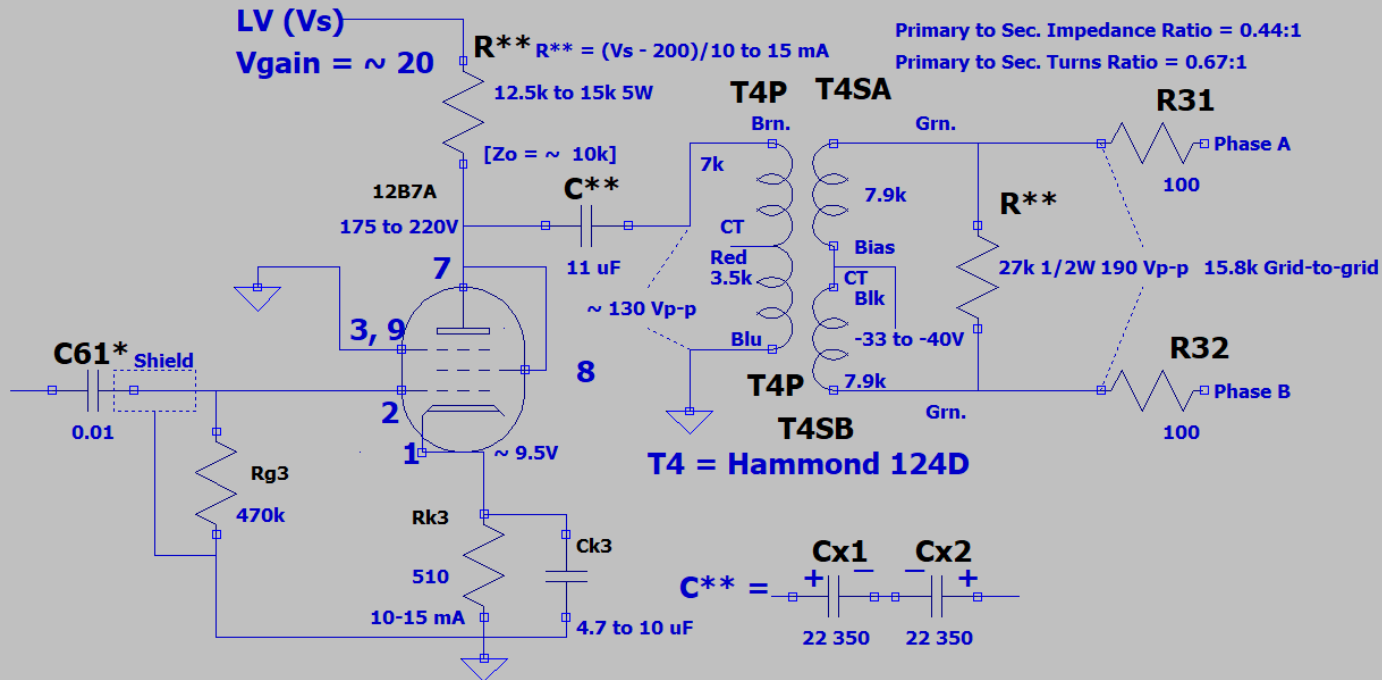 LV (Vs)
Vgain = ~ 20
R** R** = (Vs - 200)/10 to 15 mA
12.5k to 15k 5W
[Zo = ~ 10k]
12B7A
175 to 220V
C**
11 uF
7
3, 9
8
2
1
~ 9.5V
C61* Shield
0.01
Rg3
470k
Rk3
510
10-15 mA
Ck3
4.7 to 10 uF
Primary to Sec. Impedance Ratio = 0.44:1
Primary to Sec. Turns Ratio = 0.67:1
T4P T4SA
Brn.
Grn.
7k
CT
Red
3.5k
~ 130 Vp-p
Blu
7.9k
Bias
CT
Blk
-33 to -40V
T4P
7.9k
T4SB
Grn.
T4 = Hammond 124D
R**
27k 1/2W 190 Vp-p 15.8k Grid-to-grid
R31
Phase A
100
R32
Phase B
100
C** =
Cx1 Cx2
+ − − +
22 350 22 350